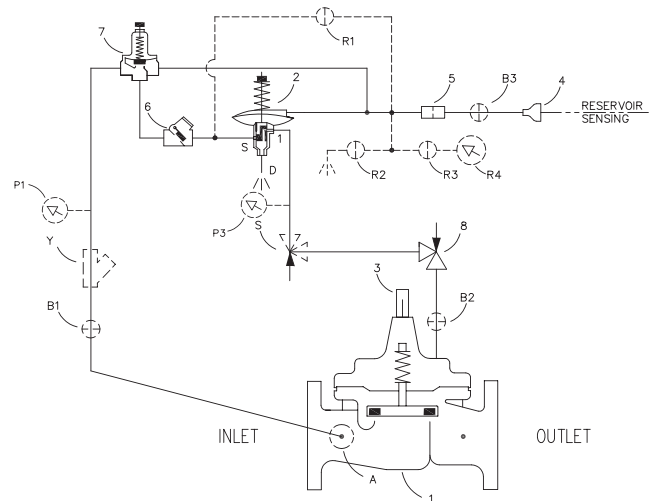 7
R1
2
5
B3
4
6
RESERVOIR
SENSING
S
1
R2
R3
R4
D
P1
P3
S
Y
8
3
B1
B2
INLET
OUTLET
A
1